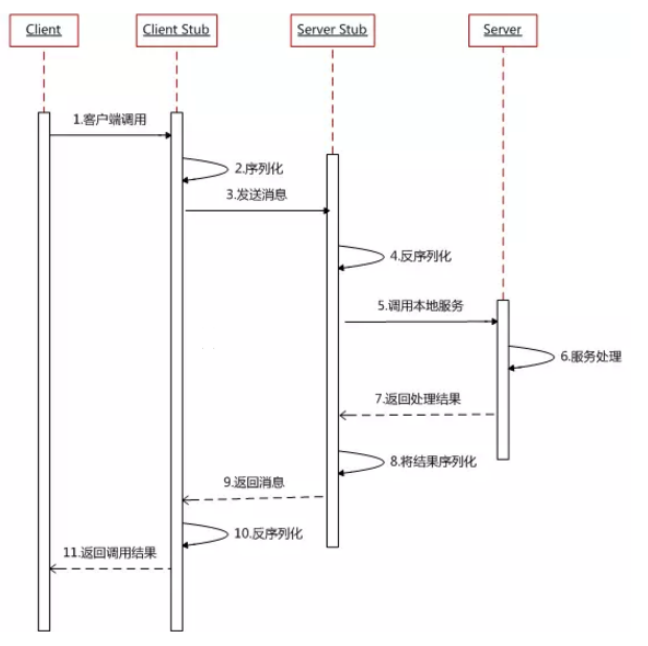 Client
Client Stub
Server Stub
Server
1.客户端调用
2.序列化
3.发送消息
4.反序列化
5.调用本地服务
6.服务处理
7.返回处理结果
8.将结果序列化
9.返回消息
10.反序列化
11.返回调用结果